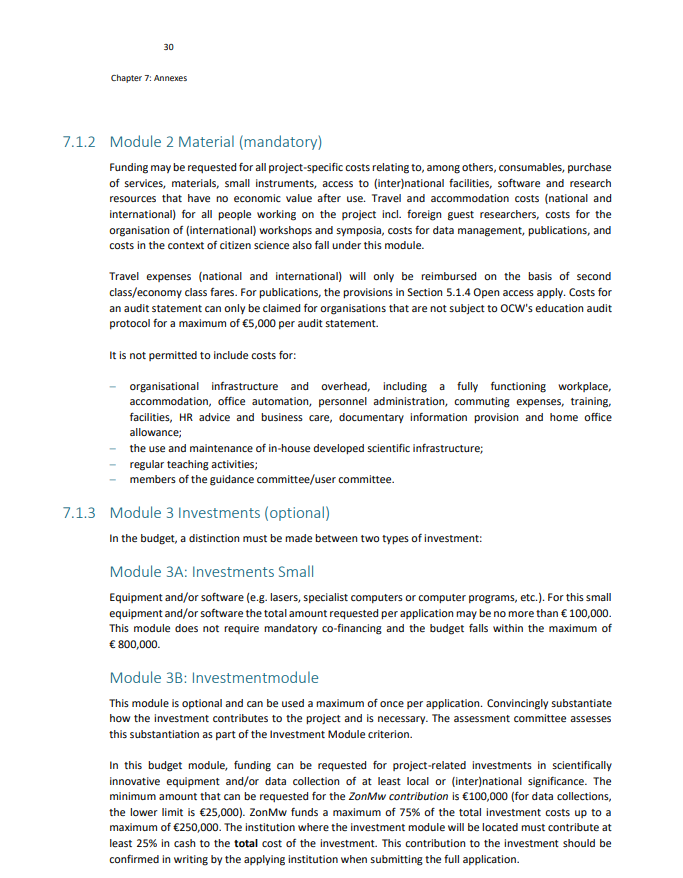 30
Chapter 7: Annexes
7.1.2 Module 2 Material (mandatory)
Funding may be requested for all project-specific costs relating to, among others, consumables, purchase
of services, materials, small instruments, access to (inter)national facilities, software and research
resources that have no economic value after use. Travel and accommodation costs (national and
international) for all people working on the project incl. foreign guest researchers, costs for the
organisation of (international) workshops and symposia, costs for data management, publications, and
costs in the context of citizen science also fall under this module.
Travel expenses (national and international) will only be reimbursed on the basis of second
class/economy class fares. For publications, the provisions in Section 5.1.4 Open access apply. Costs for
an audit statement can only be claimed for organisations that are not subject to OCW's education audit
protocol for a maximum of €5,000 per audit statement.
It is not permitted to include costs for:
– organisational infrastructure and overhead, including a fully functioning workplace,
accommodation, office automation, personnel administration, commuting expenses, training,
facilities, HR advice and business care, documentary information provision and home office
allowance;
– the use and maintenance of in-house developed scientific infrastructure;
– regular teaching activities;
– members of the guidance committee/user committee.
7.1.3 Module 3 Investments (optional)
In the budget, a distinction must be made between two types of investment:
Module 3A: Investments Small
Equipment and/or software (e.g. lasers, specialist computers or computer programs, etc.). For this small
equipment and/or software the total amount requested per application may be no more than € 100,000.
This module does not require mandatory co-financing and the budget falls within the maximum of
€ 800,000.
Module 3B: Investmentmodule
This module is optional and can be used a maximum of once per application. Convincingly substantiate
how the investment contributes to the project and is necessary. The assessment committee assesses
this substantiation as part of the Investment Module criterion.
In this budget module, funding can be requested for project-related investments in scientifically
innovative equipment and/or data collection of at least local or (inter)national significance. The
minimum amount that can be requested for the ZonMw contribution is €100,000 (for data collections,
the lower limit is €25,000). ZonMw funds a maximum of 75% of the total investment costs up to a
maximum of €250,000. The institution where the investment module will be located must contribute at
least 25% in cash to the total cost of the investment. This contribution to the investment should be
confirmed in writing by the applying institution when submitting the full application.